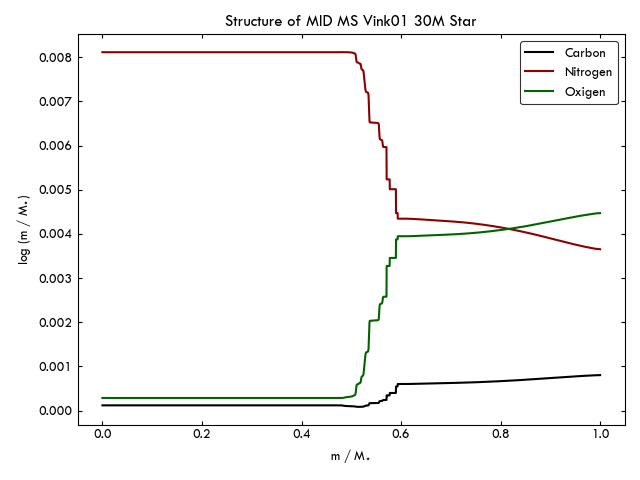 Structure of MID MS Vink01 30M Star
log (m / M⋆)
0.008
0.007
0.006
0.005
0.004
0.003
0.002
0.001
0.000
Carbon
Nitrogen
Oxigen
0.0 0.2 0.4 0.6 0.8 1.0
m / M⋆